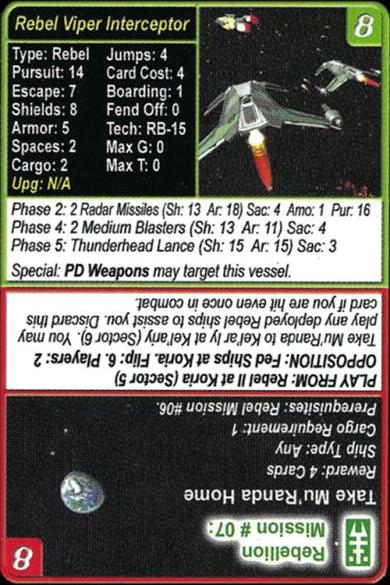 Rebel Viper Interceptor
8
Type: Rebel Jumps: 4
Pursuit: 14 Card Cost: 4
Escape: 7 Boarding: 1
Shields: 8 Fend Off: 0
Armor: 5 Tech: RB-15
Spaces: 2 Max G: 0
Cargo: 2 Max T: 0
Upg: N/A
Phase 2: 2 Radar Missiles (Sh: 13 Ar: 18) Sac: 4 Amo: 1 Pur: 16
Phase 4: 2 Medium Blasters (Sh: 13 Ar: 11) Sac: 4
Phase 5: Thunderhead Lance (Sh: 15 Ar: 15) Sac: 3
Special: PD Weapons may target this vessel.
8
Rebellion
Mission # 07:
Take Mu'Randa Home
Reward: 4 Cards
Ship Type: Any
Cargo Requirement: 1
Prerequisites: Rebel Mission #06.
PLAY FROM: Rebel II at Koria (Sector 5)
OPPOSITION: Fed Ships at Koria. Flip: 6. Players: 2
Take Mu'Randa to Kel'ar Iy at Kel'arIy (Sector 6). You may
play any deployed Rebel ships to assist you. Discard this
card if you are hit even once in combat.